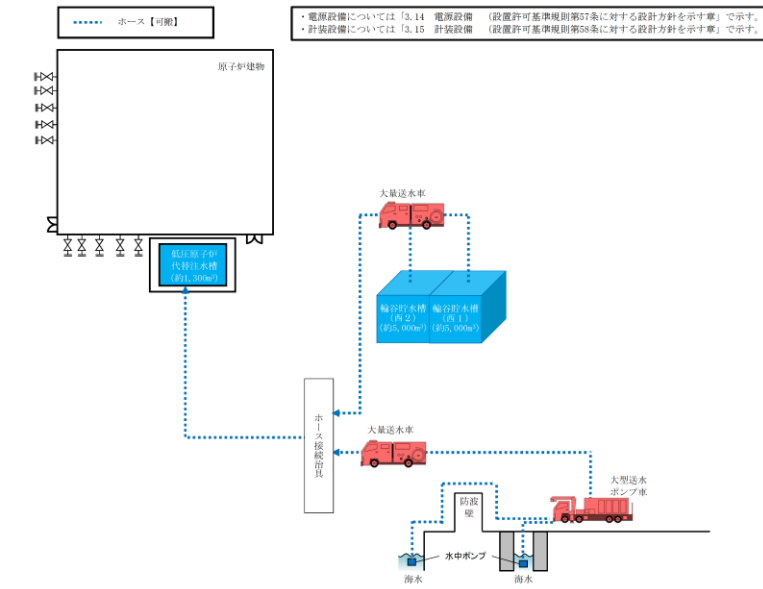 ホース【可搬】
・電源設備については「3.14 電源設備 （設置許可基準規則第57条に対する設計方針を示す章」で示す。
・計装設備については「3.15 計装設備 （設置許可基準規則第58条に対する設計方針を示す章」で示す。
原子炉建物
大量送水車
低圧原子炉
代替注水槽
(約1,300m³)
輪谷貯水槽
(西２)
(約5,000m³)
輪谷貯水槽
(西１)
(約5,000m³)
ホース接続治具
大量送水車
大型送水
ポンプ車
防波
壁
水中ポンプ
海水
海水